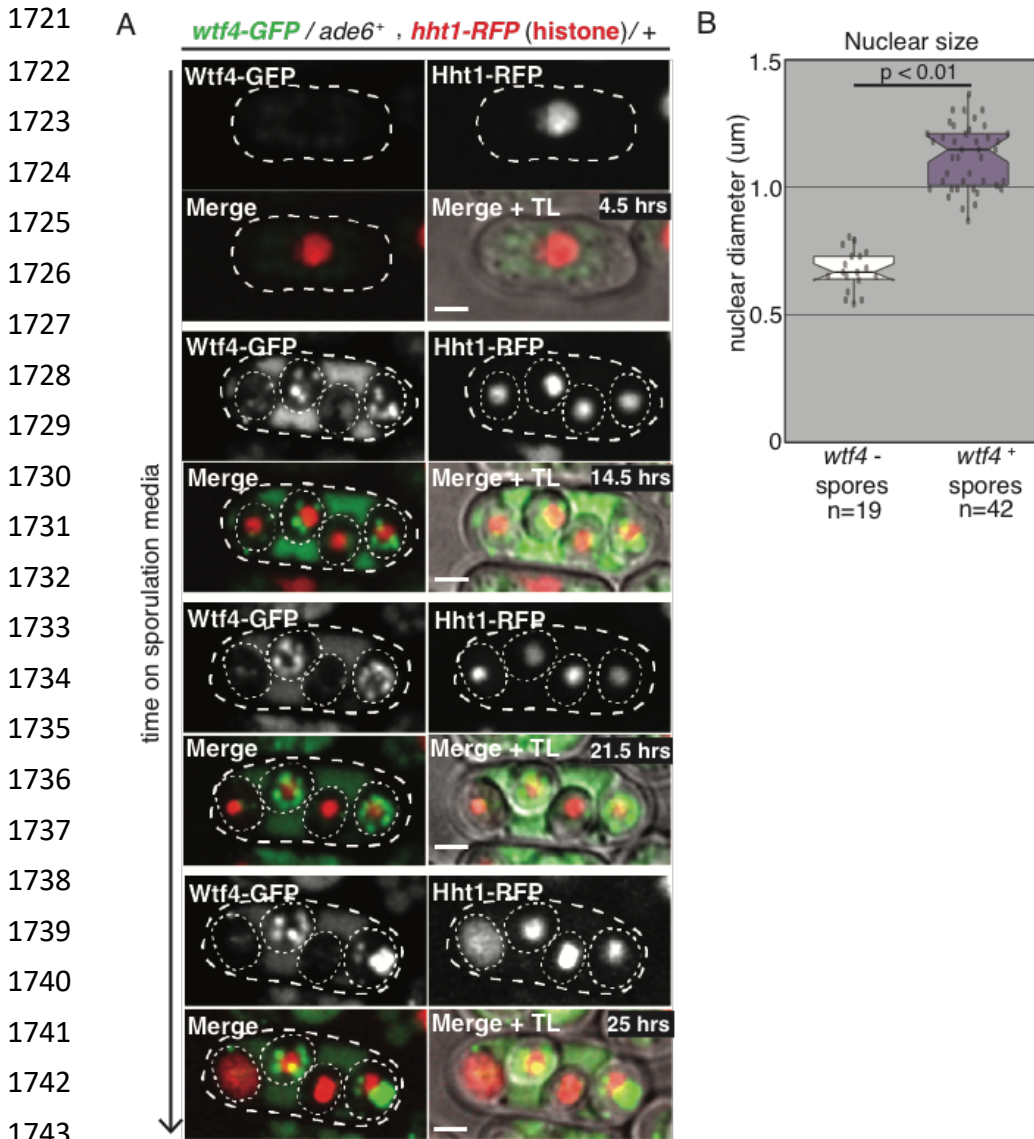 1721
1722
1723
1724
1725
1726
1727
1728
1729
1730
1731
1732
1733
1734
1735
1736
1737
1738
1739
1740
1741
1742
1743
A
wtf4-GFP / ade6+ , hht1-RFP (histone)/ +
time on sporulation media
Wtf4-GFP Hht1-RFP
Merge Merge + TL 4.5 hrs
Wtf4-GFP Hht1-RFP
Merge Merge + TL 14.5 hrs
Wtf4-GFP Hht1-RFP
Merge Merge + TL 21.5 hrs
Wtf4-GFP Hht1-RFP
Merge Merge + TL 25 hrs
B
Nuclear size
p < 0.01
nuclear diameter (um)
1.5
1.0
0.5
0
wtf4 - wtf4 +
spores spores
n=19 n=42